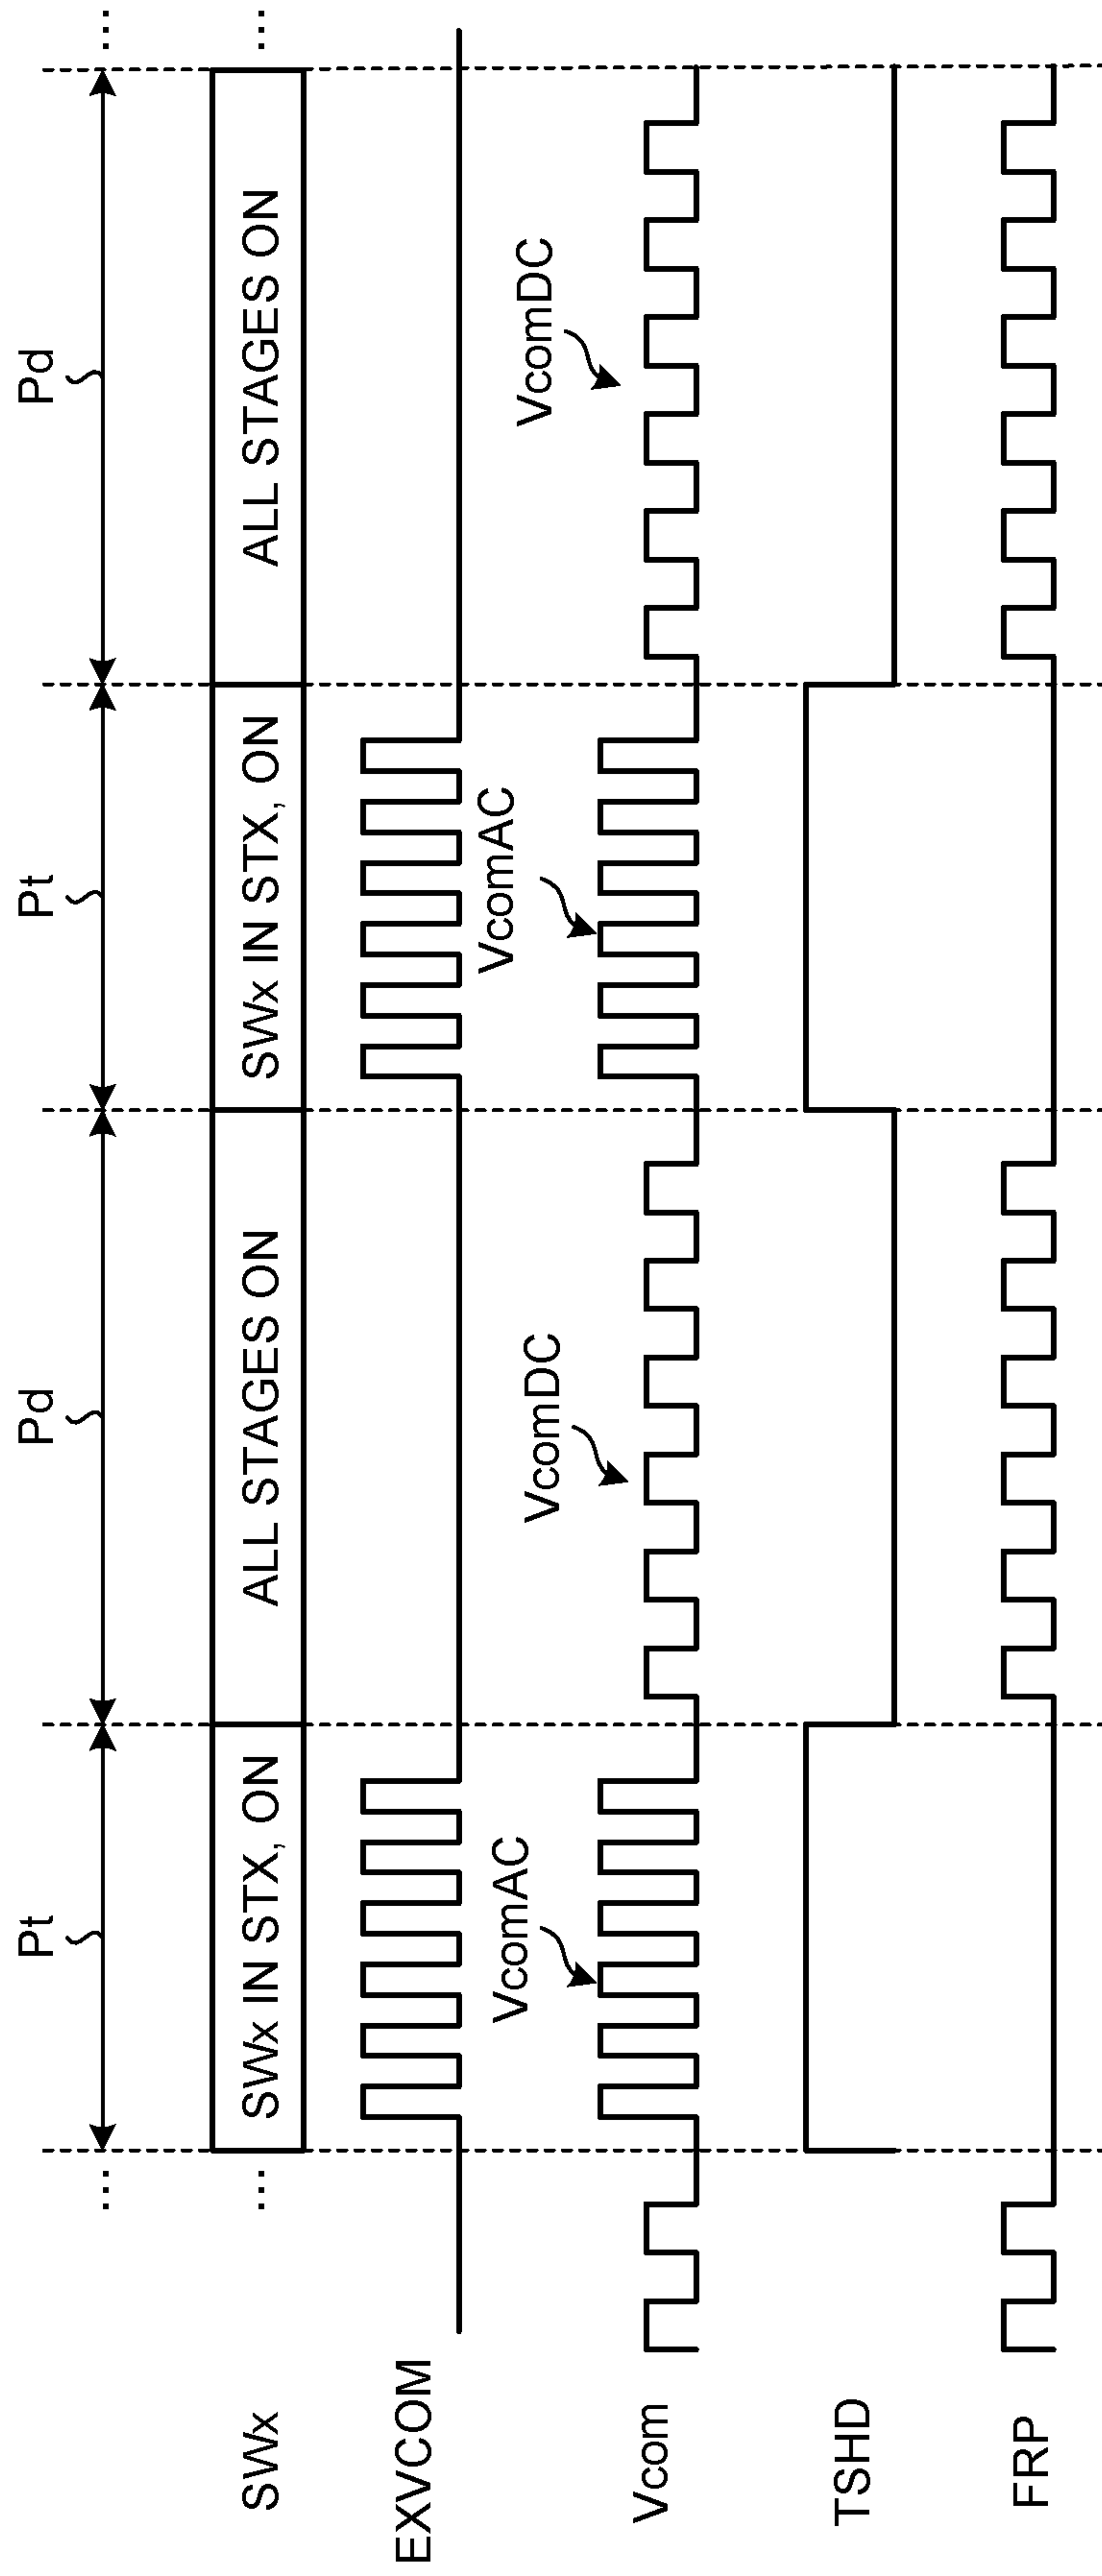 Pt
Pd
Pt
Pd
...
...
SWx
...
SWx IN STX, ON
ALL STAGES ON
SWx IN STX, ON
ALL STAGES ON
...
EXVCOM
VcomAC
VcomDC
VcomAC
VcomDC
Vcom
TSHD
FRP